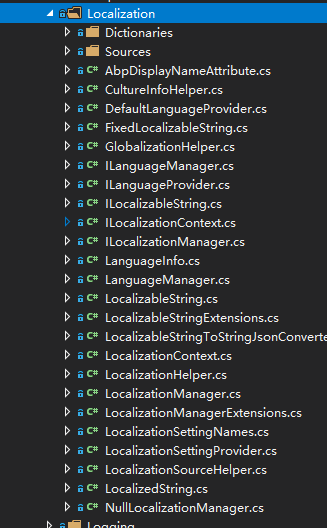 Localization
Dictionaries
Sources
C# AbpDisplayNameAttribute.cs
C# CultureInfoHelper.cs
C# DefaultLanguageProvider.cs
C# FixedLocalizableString.cs
C# GlobalizationHelper.cs
C# ILanguageManager.cs
C# ILanguageProvider.cs
C# ILocalizableString.cs
C# ILocalizationContext.cs
C# ILocalizationManager.cs
C# LanguageInfo.cs
C# LanguageManager.cs
C# LocalizableString.cs
C# LocalizableStringExtensions.cs
C# LocalizableStringToStringJsonConverte
C# LocalizationContext.cs
C# LocalizationHelper.cs
C# LocalizationManager.cs
C# LocalizationManagerExtensions.cs
C# LocalizationSettingNames.cs
C# LocalizationSettingProvider.cs
C# LocalizationSourceHelper.cs
C# LocalizedString.cs
C# NullLocalizationManager.cs
Logging